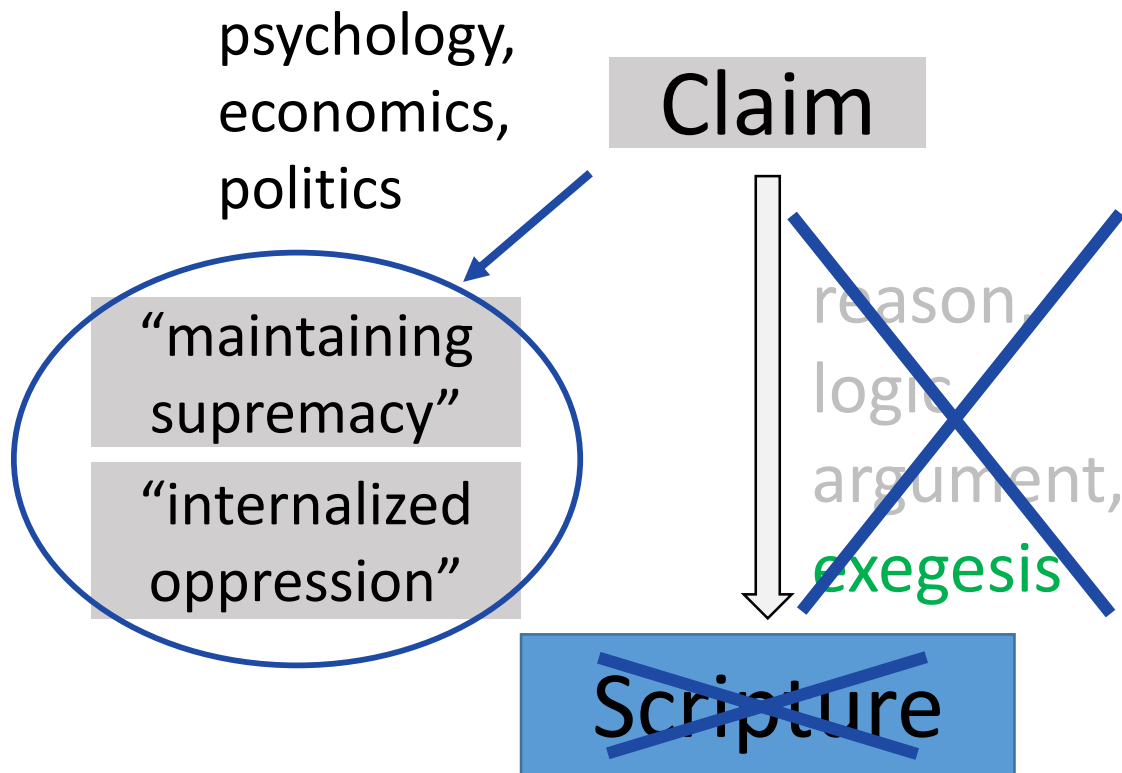 psychology,
economics,
politics
Claim
“maintaining
supremacy”
“internalized
oppression”
reason,
logic
argument,
exegesis
Scripture